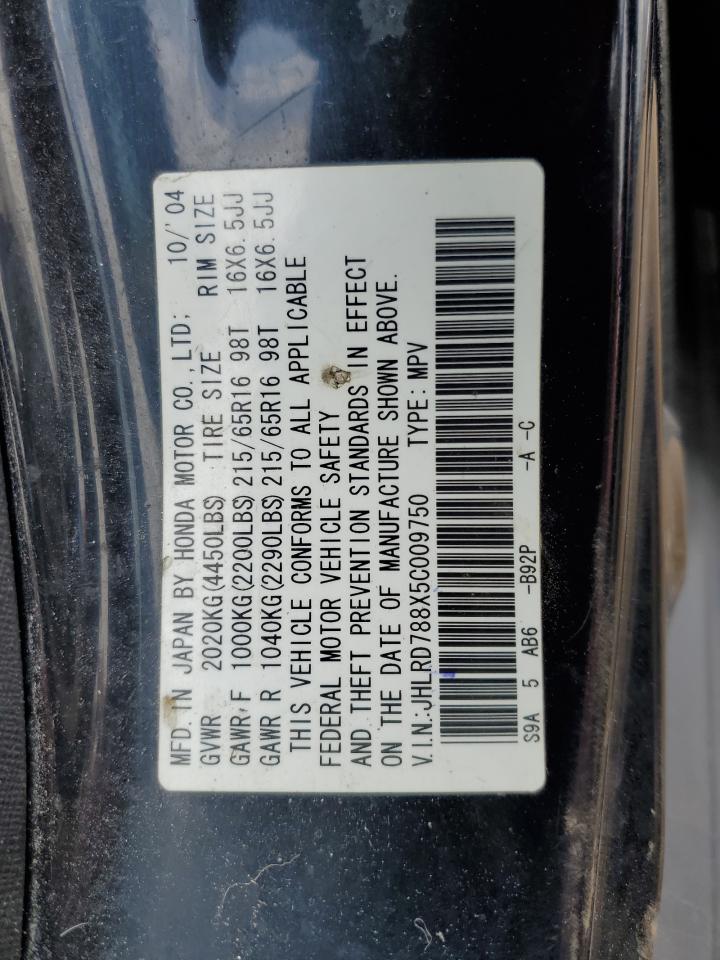 MFD. IN JAPAN BY HONDA MOTOR CO., LTD; 10/'04
GVWR 2020KG(4450LBS) TIRE SIZE RIM SIZE
GAWR F 1000KG(2200LBS) 215/65R16 98T 16X6.5JJ
GAWR R 1040KG(2290LBS) 215/65R16 98T 16X6.5JJ
THIS VEHICLE CONFORMS TO ALL APPLICABLE
FEDERAL MOTOR VEHICLE SAFETY
AND THEFT PREVENTION STANDARDS IN EFFECT
ON THE DATE OF MANUFACTURE SHOWN ABOVE.
V.I.N.:JHLRD788X5C009750 TYPE: MPV
S9A 5 AB6 -B92P -A -C